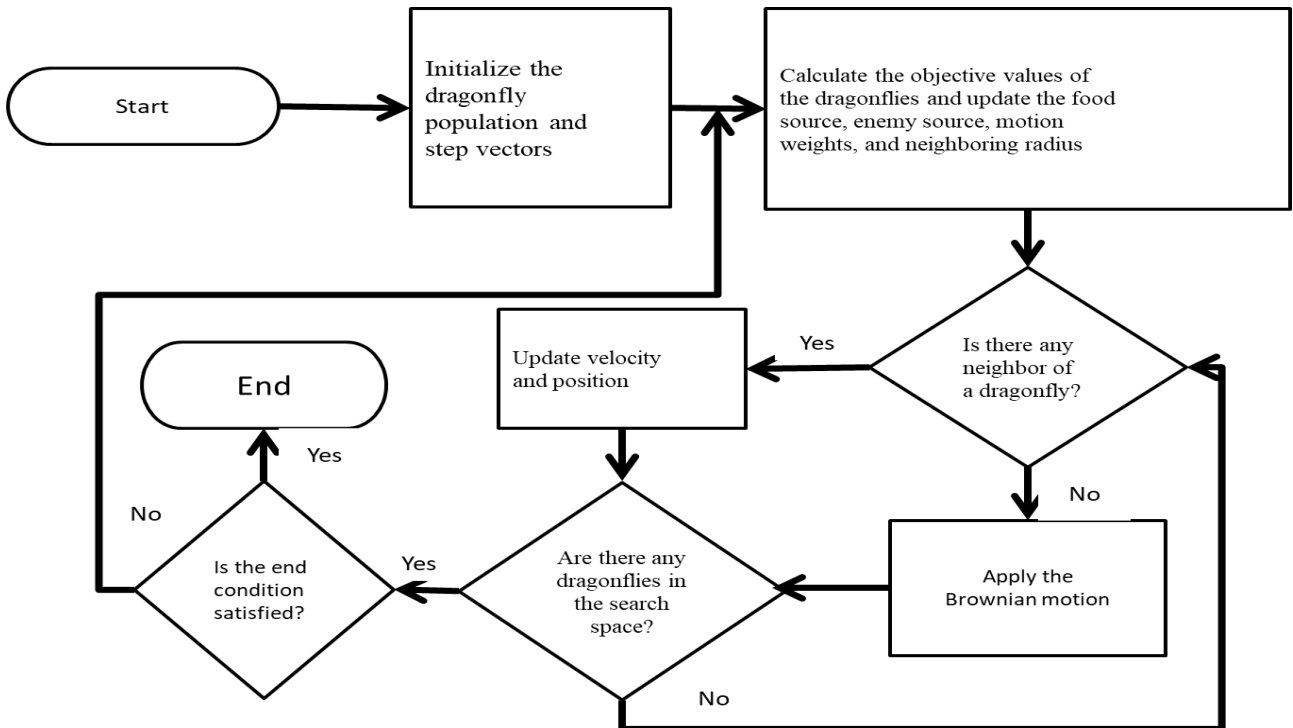 Start
Initialize the
dragonfly
population and
step vectors
Calculate the objective values of
the dragonflies and update the food
source, enemy source, motion
weights, and neighboring radius
Is there any
neighbor of
a dragonfly?
Yes
Update velocity
and position
No
Apply the
Brownian motion
Are there any
dragonflies in
the search
space?
No
Yes
Is the end
condition
satisfied?
No
Yes
End